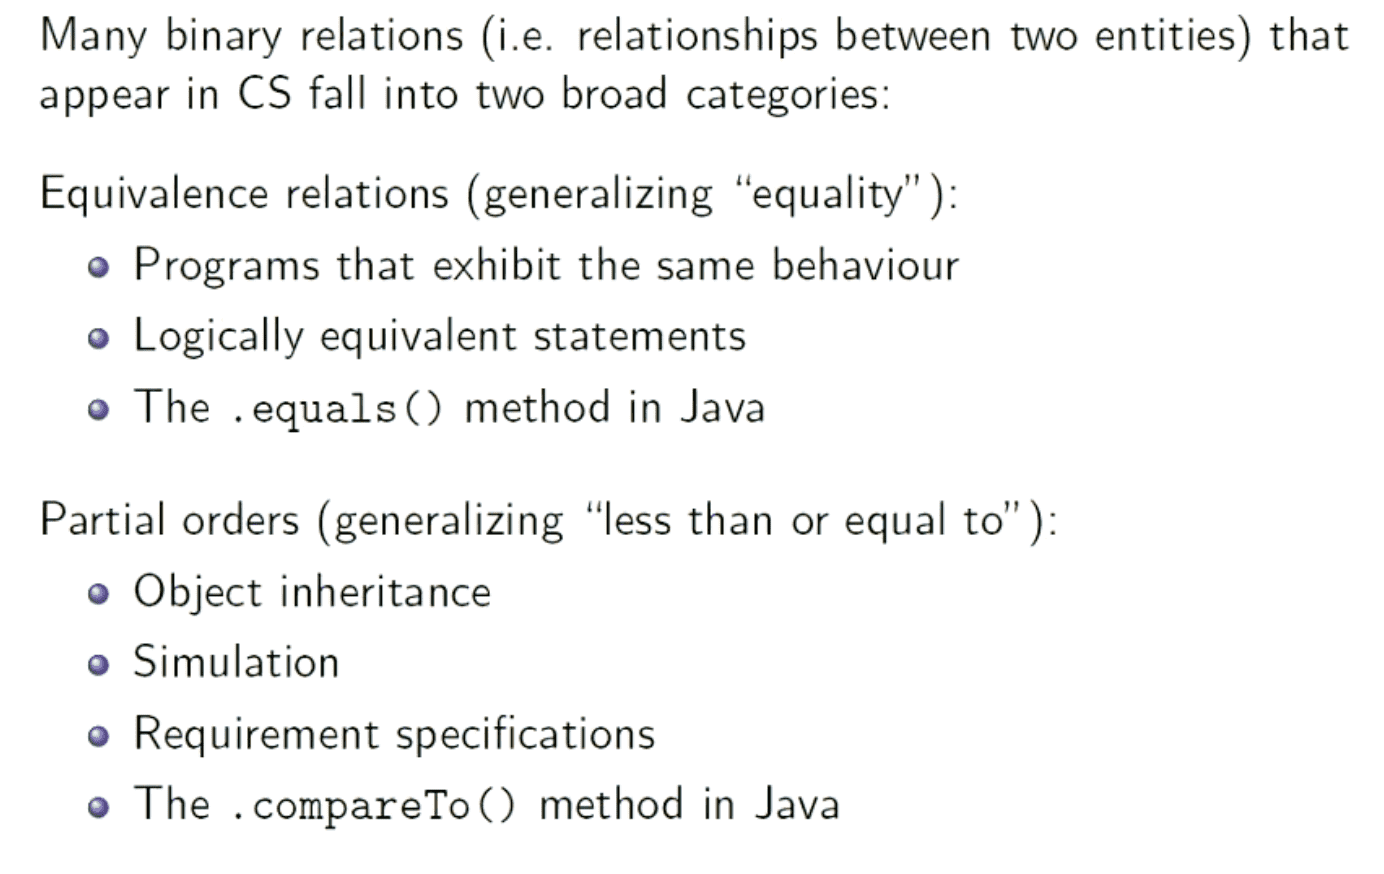 Many binary relations (i.e. relationships between two entities) that
appear in CS fall into two broad categories:
Equivalence relations (generalizing “equality”):
Programs that exhibit the same behaviour
Logically equivalent statements
The .equals() method in Java
Partial orders (generalizing “less than or equal to”):
Object inheritance
Simulation
Requirement specifications
The .compareTo() method in Java